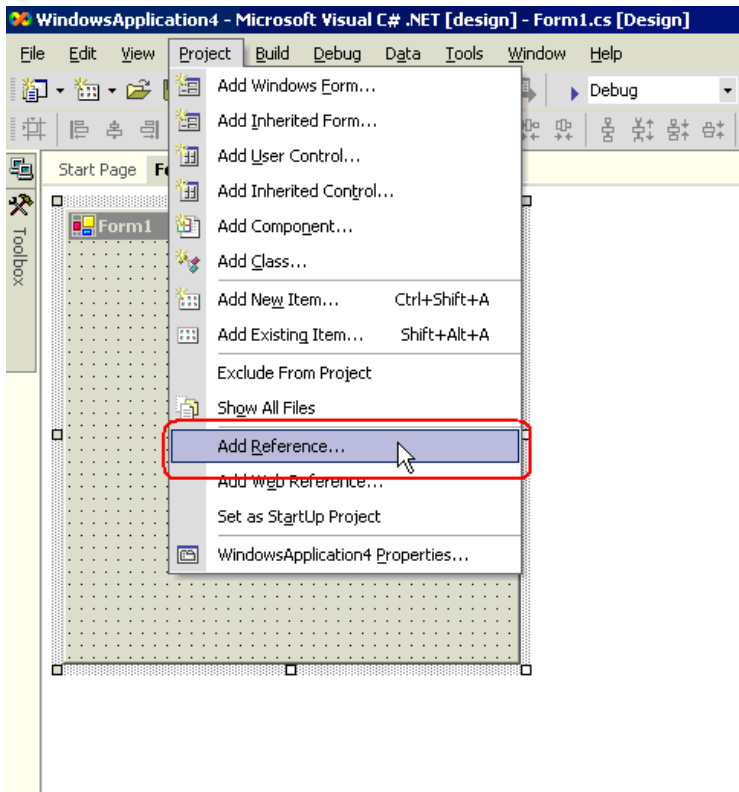 WindowsApplication4 - Microsoft Visual C# .NET [design] - Form1.cs [Design]
File Edit View Project Build Debug Data Tools Window Help
Debug
Start Page
Toolbox
Form1
Add Windows Form...
Add Inherited Form...
Add User Control...
Add Inherited Control...
Add Component...
Add Class...
Add New Item... Ctrl+Shift+A
Add Existing Item... Shift+Alt+A
Exclude From Project
Show All Files
Add Reference...
Add Web Reference...
Set as StartUp Project
WindowsApplication4 Properties...